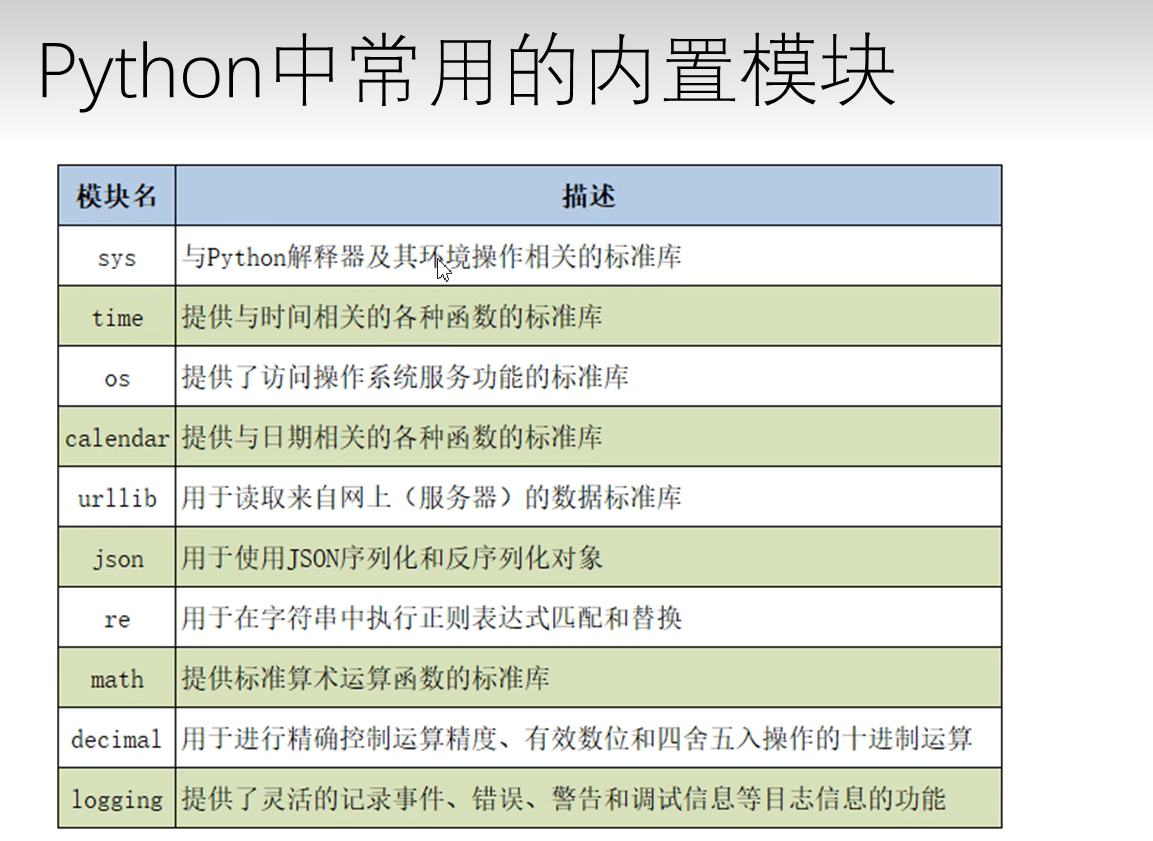 Python中常用的内置模块
模块名 描述
sys 与Python解释器及其环境操作相关的标准库
time 提供与时间相关的各种函数的标准库
os 提供了访问操作系统服务功能的标准库
calendar 提供与日期相关的各种函数的标准库
urllib 用于读取来自网上（服务器）的数据标准库
json 用于使用JSON序列化和反序列化对象
re 用于在字符串中执行正则表达式匹配和替换
math 提供标准算术运算函数的标准库
decimal 用于进行精确控制运算精度、有效数位和四舍五入操作的十进制运算
logging 提供了灵活的记录事件、错误、警告和调试信息等目志信息的功能